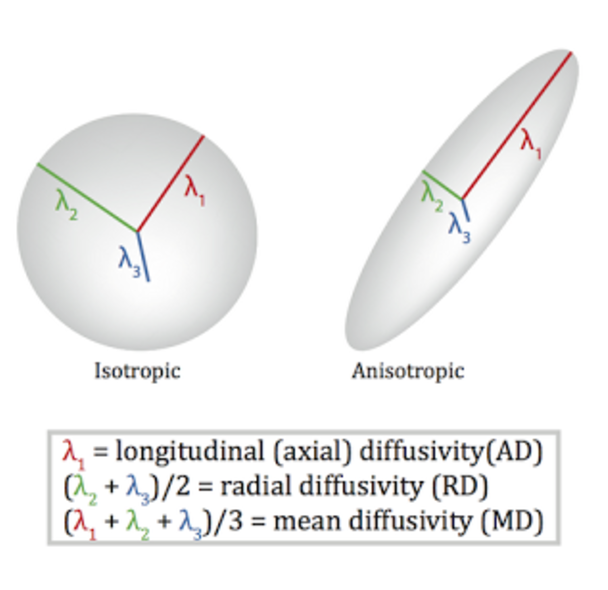 λ1
λ2
λ3
λ1
λ2
λ3
Isotropic
Anisotropic
λ1 = longitudinal (axial) diffusivity(AD)
(λ2 + λ3)/2 = radial diffusivity (RD)
(λ1 + λ2 + λ3)/3 = mean diffusivity (MD)